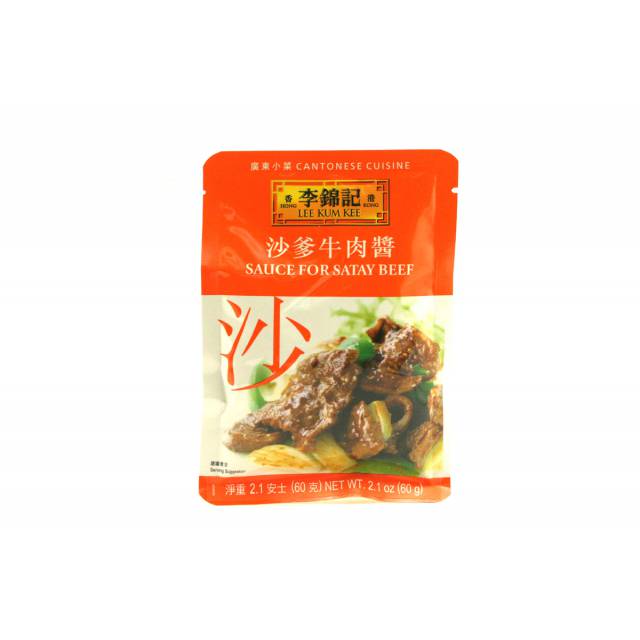 廣東小菜 CANTONESE CUISINE
香 李錦記 港
HONG LEE KUM KEE KONG
沙爹牛肉醬
SAUCE FOR SATAY BEEF
沙
Serving Suggestion
淨重 2.1 安士 (60 克) NET WT. 2.1 oz (60 g)